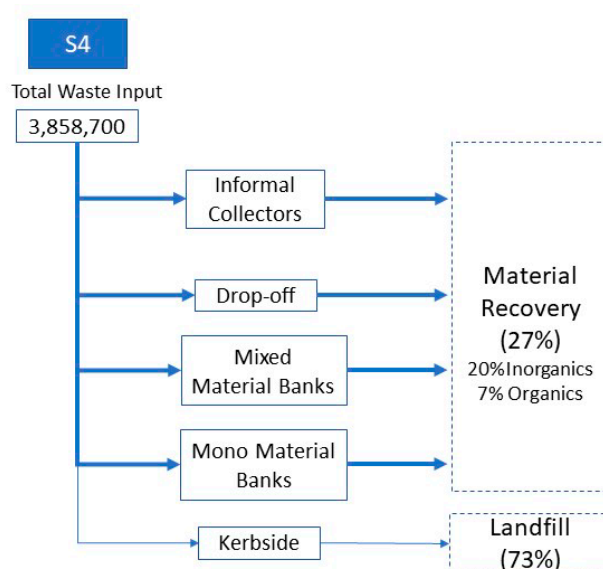 S4
Total Waste Input
3,858,700
Informal
Collectors
Drop-off
Mixed
Material Banks
Mono Material
Banks
Kerbside
Material
Recovery
(27%)
20%Inorganics
7% Organics
Landfill
(73%)